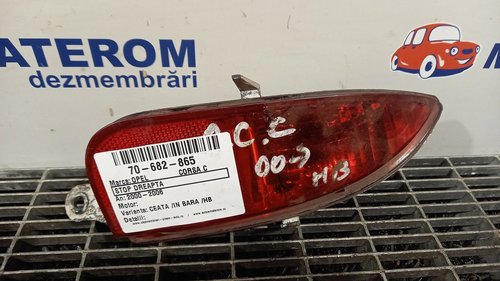 ATEROM
dezmembrări
70-682-865
Marca: OPEL CORSA C
STOP DREAPTA
An: 2000-2006
Motor:
Varianta: CEATA /IN BARA /HB
Detalii:
O.C.C
00->
HB